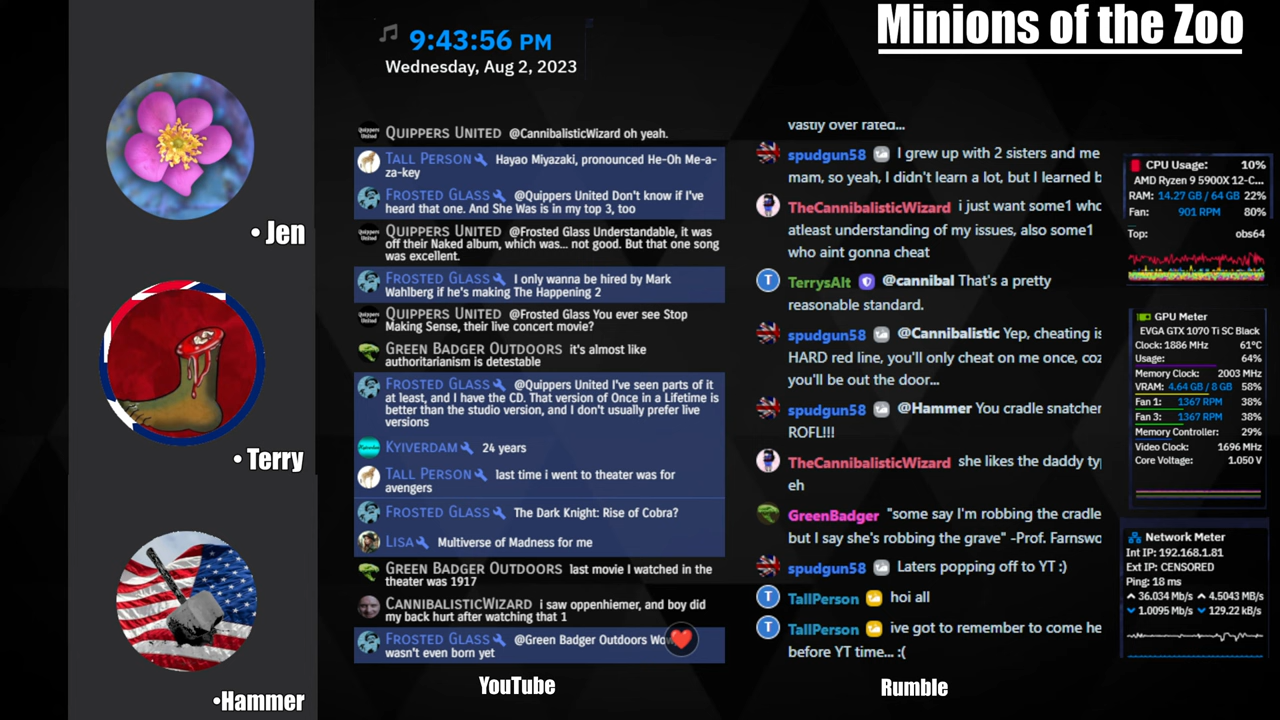 Minions of the Zoo
9:43:56 PM
Wednesday, Aug 2, 2023
• Jen
• Terry
•Hammer
QUIPPERS UNITED @CannibalisticWizard oh yeah.
TALL PERSON Hayao Miyazaki, pronounced He-Oh Me-a-
za-key
FROSTED GLASS @Quippers United Don't know if I've
heard that one. And She Was is in my top 3, too
QUIPPERS UNITED @Frosted Glass Understandable, it was
off their Naked album, which was... not good. But that one song
was excellent.
FROSTED GLASS I only wanna be hired by Mark
Wahlberg if he's making The Happening 2
QUIPPERS UNITED @Frosted Glass You ever see Stop
Making Sense, their live concert movie?
GREEN BADGER OUTDOORS it's almost like
authoritarianism is detestable
FROSTED GLASS @Quippers United I've seen parts of it
at least, and I have the CD. That version of Once in a Lifetime is
better than the studio version, and I don't usually prefer live
versions
KYIVERDAM 24 years
TALL PERSON last time i went to theater was for
avengers
FROSTED GLASS The Dark Knight: Rise of Cobra?
LISA Multiverse of Madness for me
GREEN BADGER OUTDOORS last movie I watched in the
theater was 1917
CANNIBALISTICWIZARD i saw oppenhiemer, and boy did
my back hurt after watching that 1
FROSTED GLASS @Green Badger Outdoors Wo
wasn't even born yet
YouTube
vastly over rated...
spudgun58 I grew up with 2 sisters and me
mam, so yeah, I didn't learn a lot, but I learned b
TheCannibalisticWizard i just want some1 who
atleast understanding of my issues, also some1
who aint gonna cheat
T TerrysAlt @cannibal That's a pretty
reasonable standard.
spudgun58 @Cannibalistic Yep, cheating is
HARD red line, you'll only cheat on me once, coz
you'll be out the door...
spudgun58 @Hammer You cradle snatcher
ROFL!!!
TheCannibalisticWizard she likes the daddy typ
eh
GreenBadger "some say I'm robbing the cradle
but I say she's robbing the grave" -Prof. Farnswo
spudgun58 Laters popping off to YT :)
T TallPerson hoi all
T TallPerson ive got to remember to come he
before YT time... :(
Rumble
CPU Usage: 10%
AMD Ryzen 9 5900X 12-C...
RAM: 14.27 GB / 64 GB 22%
Fan: 901 RPM 80%
Top: obs64
GPU Meter
EVGA GTX 1070 Ti SC Black
Clock: 1886 MHz 61°C
Usage: 64%
Memory Clock: 2003 MHz
VRAM: 4.64 GB / 8 GB 58%
Fan 1: 1367 RPM 38%
Fan 3: 1367 RPM 38%
Memory Controller: 29%
Video Clock: 1696 MHz
Core Voltage: 1.050 V
Network Meter
Int IP: 192.168.1.81
Ext IP: CENSORED
Ping: 18 ms
36.034 Mb/s 4.5043 MB/s
1.0095 Mb/s 129.22 kB/s